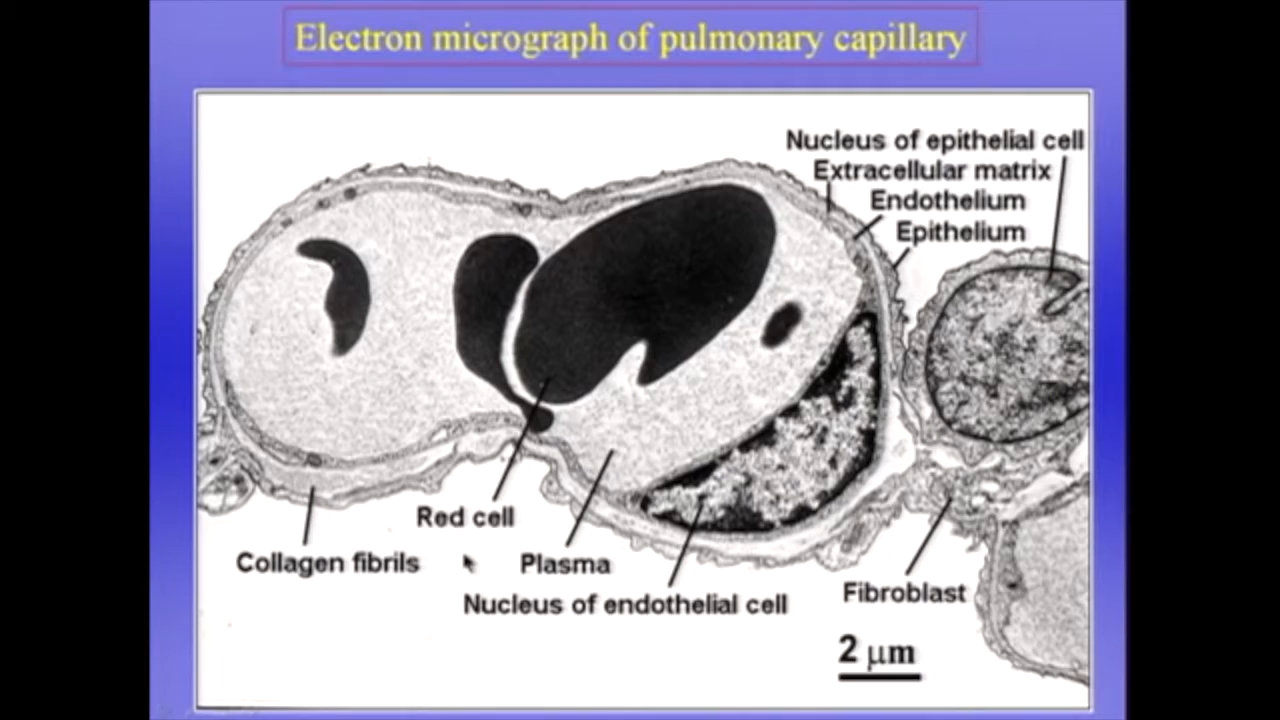 Electron micrograph of pulmonary capillary
Nucleus of epithelial cell
Extracellular matrix
Endothelium
Epithelium
Red cell
Collagen fibrils
Plasma
Nucleus of endothelial cell
Fibroblast
2 μm